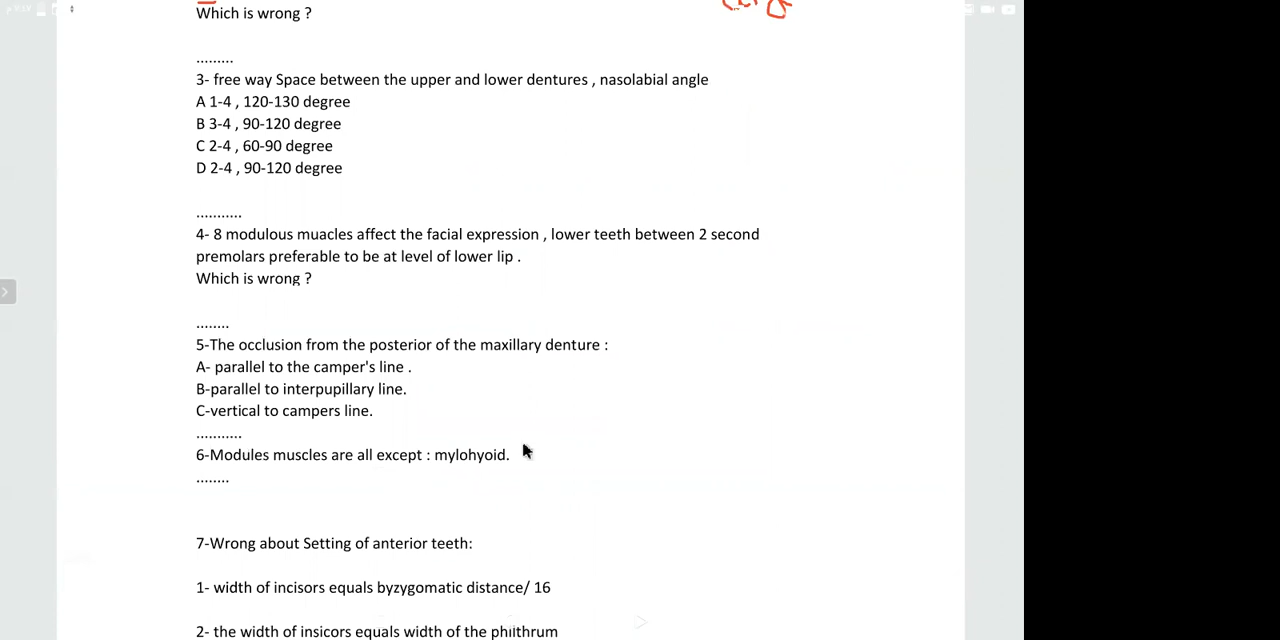 Which is wrong ?
.........
3- free way Space between the upper and lower dentures , nasolabial angle
A 1-4 , 120-130 degree
B 3-4 , 90-120 degree
C 2-4 , 60-90 degree
D 2-4 , 90-120 degree
...........
4- 8 modulous muacles affect the facial expression , lower teeth between 2 second
premolars preferable to be at level of lower lip .
Which is wrong ?
........
5-The occlusion from the posterior of the maxillary denture :
A- parallel to the camper's line .
B-parallel to interpupillary line.
C-vertical to campers line.
...........
6-Modules muscles are all except : mylohyoid.
........
7-Wrong about Setting of anterior teeth:
1- width of incisors equals byzygomatic distance/ 16
2- the width of insicors equals width of the phiithrum